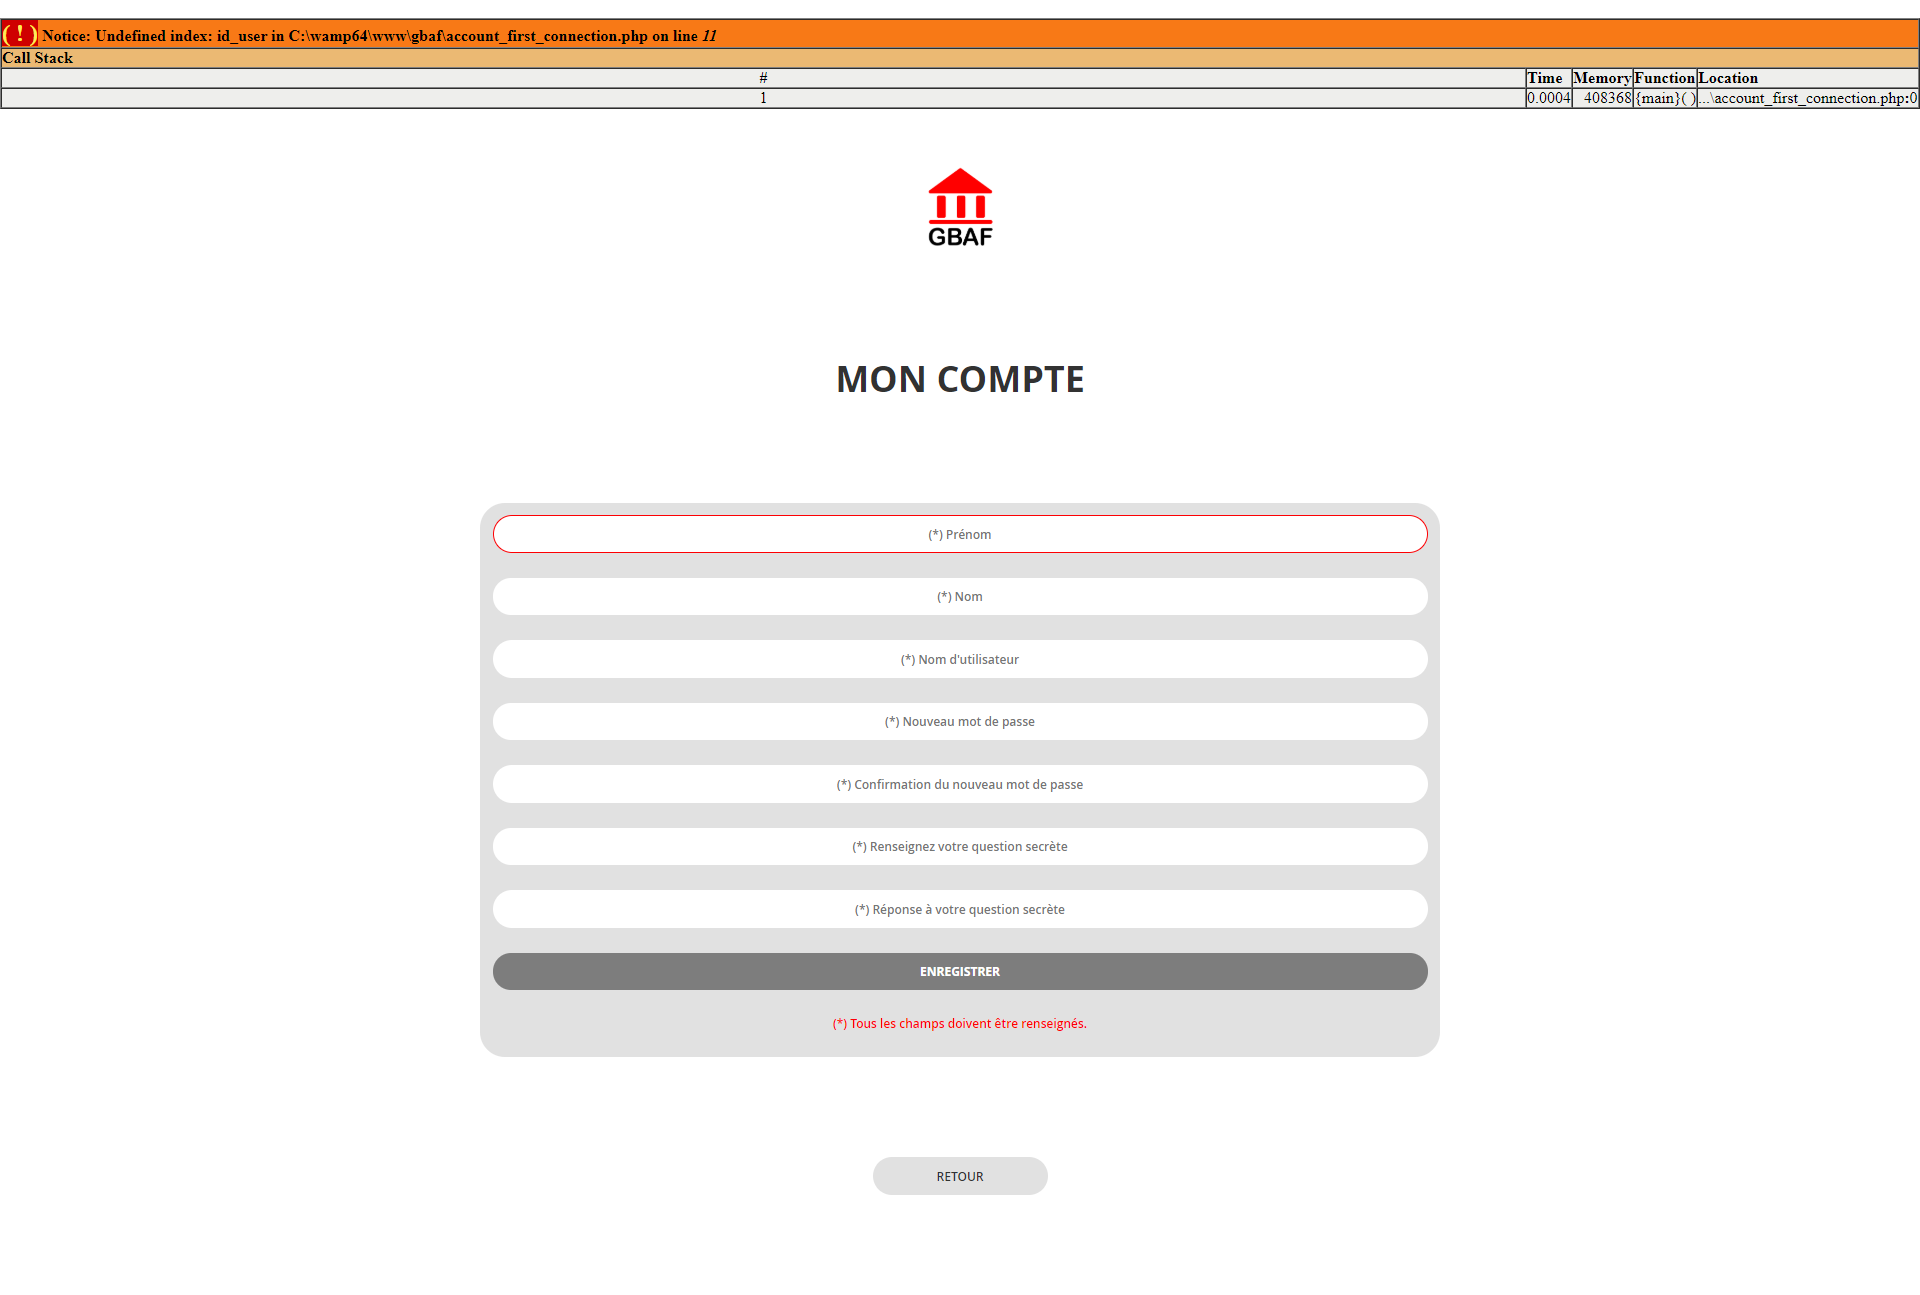 ( ! ) Notice: Undefined index: id_user in C:\wamp64\www\gbaf\account_first_connection.php on line 11
Call Stack
# Time Memory Function Location
1 0.0004 408368 {main}( ) ...\account_first_connection.php:0
GBAF
MON COMPTE
(*) Prénom
(*) Nom
(*) Nom d'utilisateur
(*) Nouveau mot de passe
(*) Confirmation du nouveau mot de passe
(*) Renseignez votre question secrète
(*) Réponse à votre question secrète
ENREGISTRER
(*) Tous les champs doivent être renseignés.
RETOUR